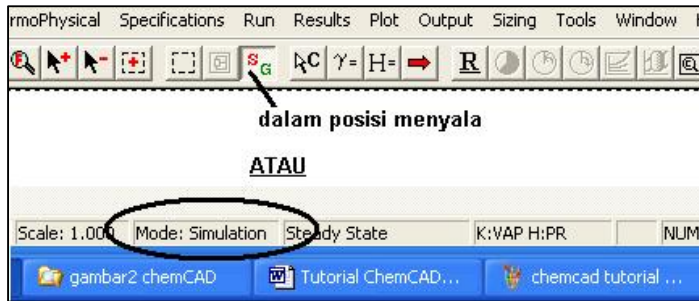 rmoPhysical Specifications Run Results Plot Output Sizing Tools Window
S G C γ= H= R
dalam posisi menyala
ATAU
Scale: 1.000 Mode: Simulation Steady State K:VAP H:PR NUM
gambar2 chemCAD Tutorial ChemCAD... chemcad tutorial ...